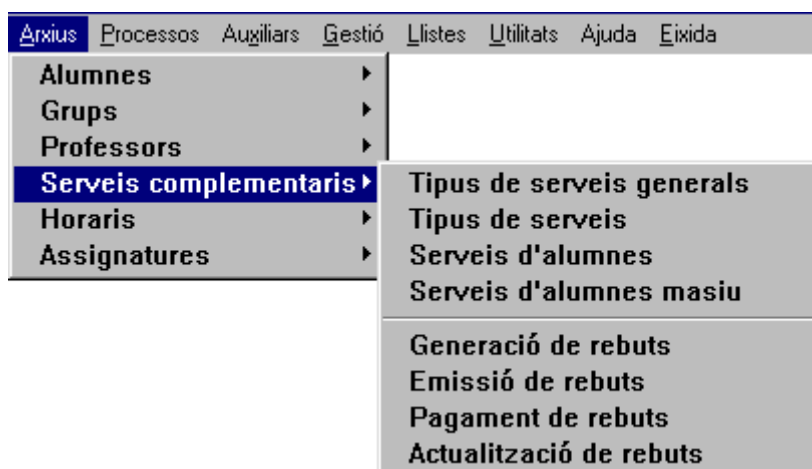 Arxius Processos Auxiliars Gestió Llistes Utilitats Ajuda Eixida
Alumnes
Grups
Professors
Serveis complementaris
Horaris
Assignatures
Tipus de serveis generals
Tipus de serveis
Serveis d'alumnes
Serveis d'alumnes masiu
Generació de rebuts
Emissió de rebuts
Pagament de rebuts
Actualització de rebuts